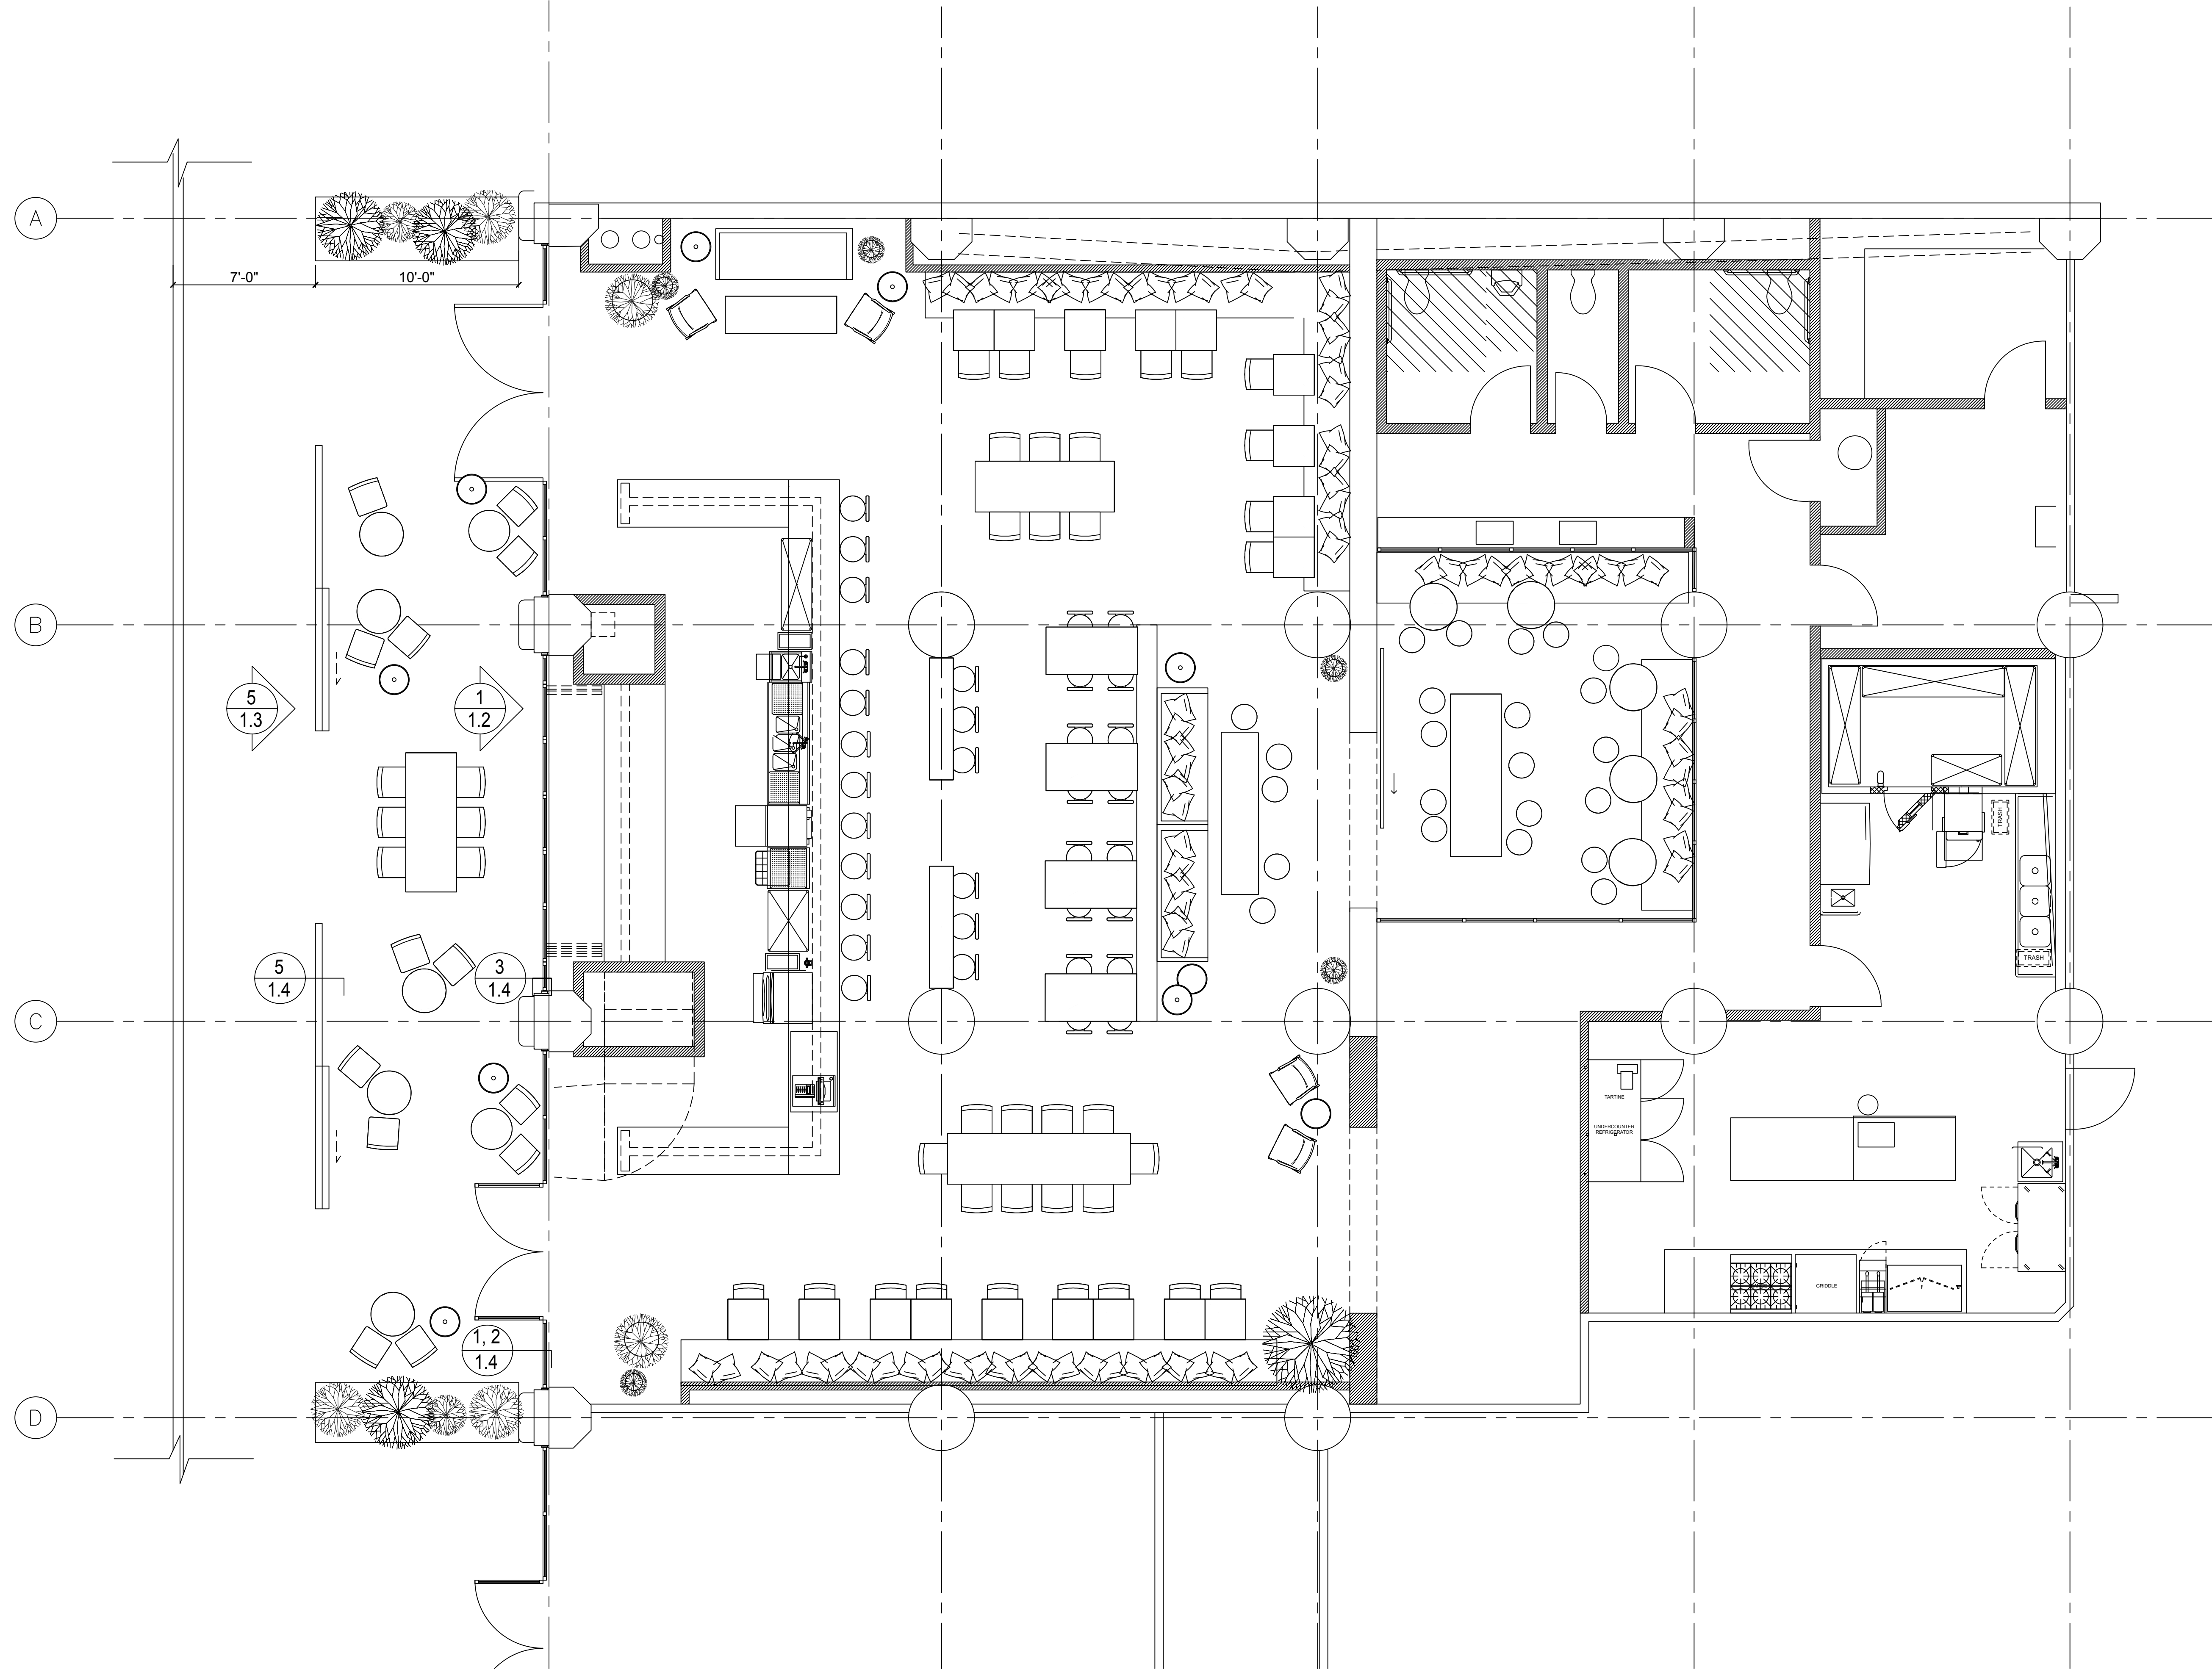 A
7'-0"
10'-0"
B
5
1.3
1
1.2
TRASH
5
1.4
3
1.4
TRASH
C
TARTINE
UNDERCOUNTER
REFRIGERATOR
GRIDDLE
1, 2
1.4
D